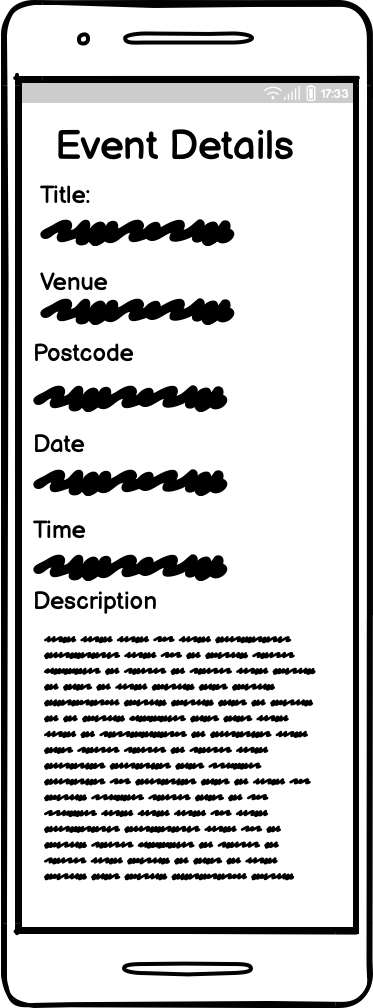 17:33
Event Details
Title:
Venue
Postcode
Date
Time
Description